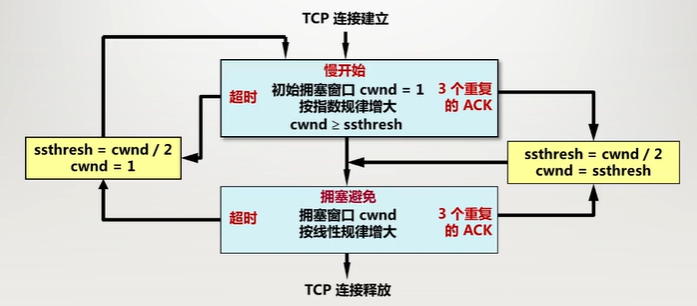 TCP 连接建立
慢开始
超时
初始拥塞窗口 cwnd = 1
按指数规律增大
cwnd ≥ ssthresh
3 个重复
的 ACK
ssthresh = cwnd / 2
cwnd = 1
ssthresh = cwnd / 2
cwnd = ssthresh
拥塞避免
超时
拥塞窗口 cwnd
按线性规律增大
3 个重复
的 ACK
TCP 连接释放